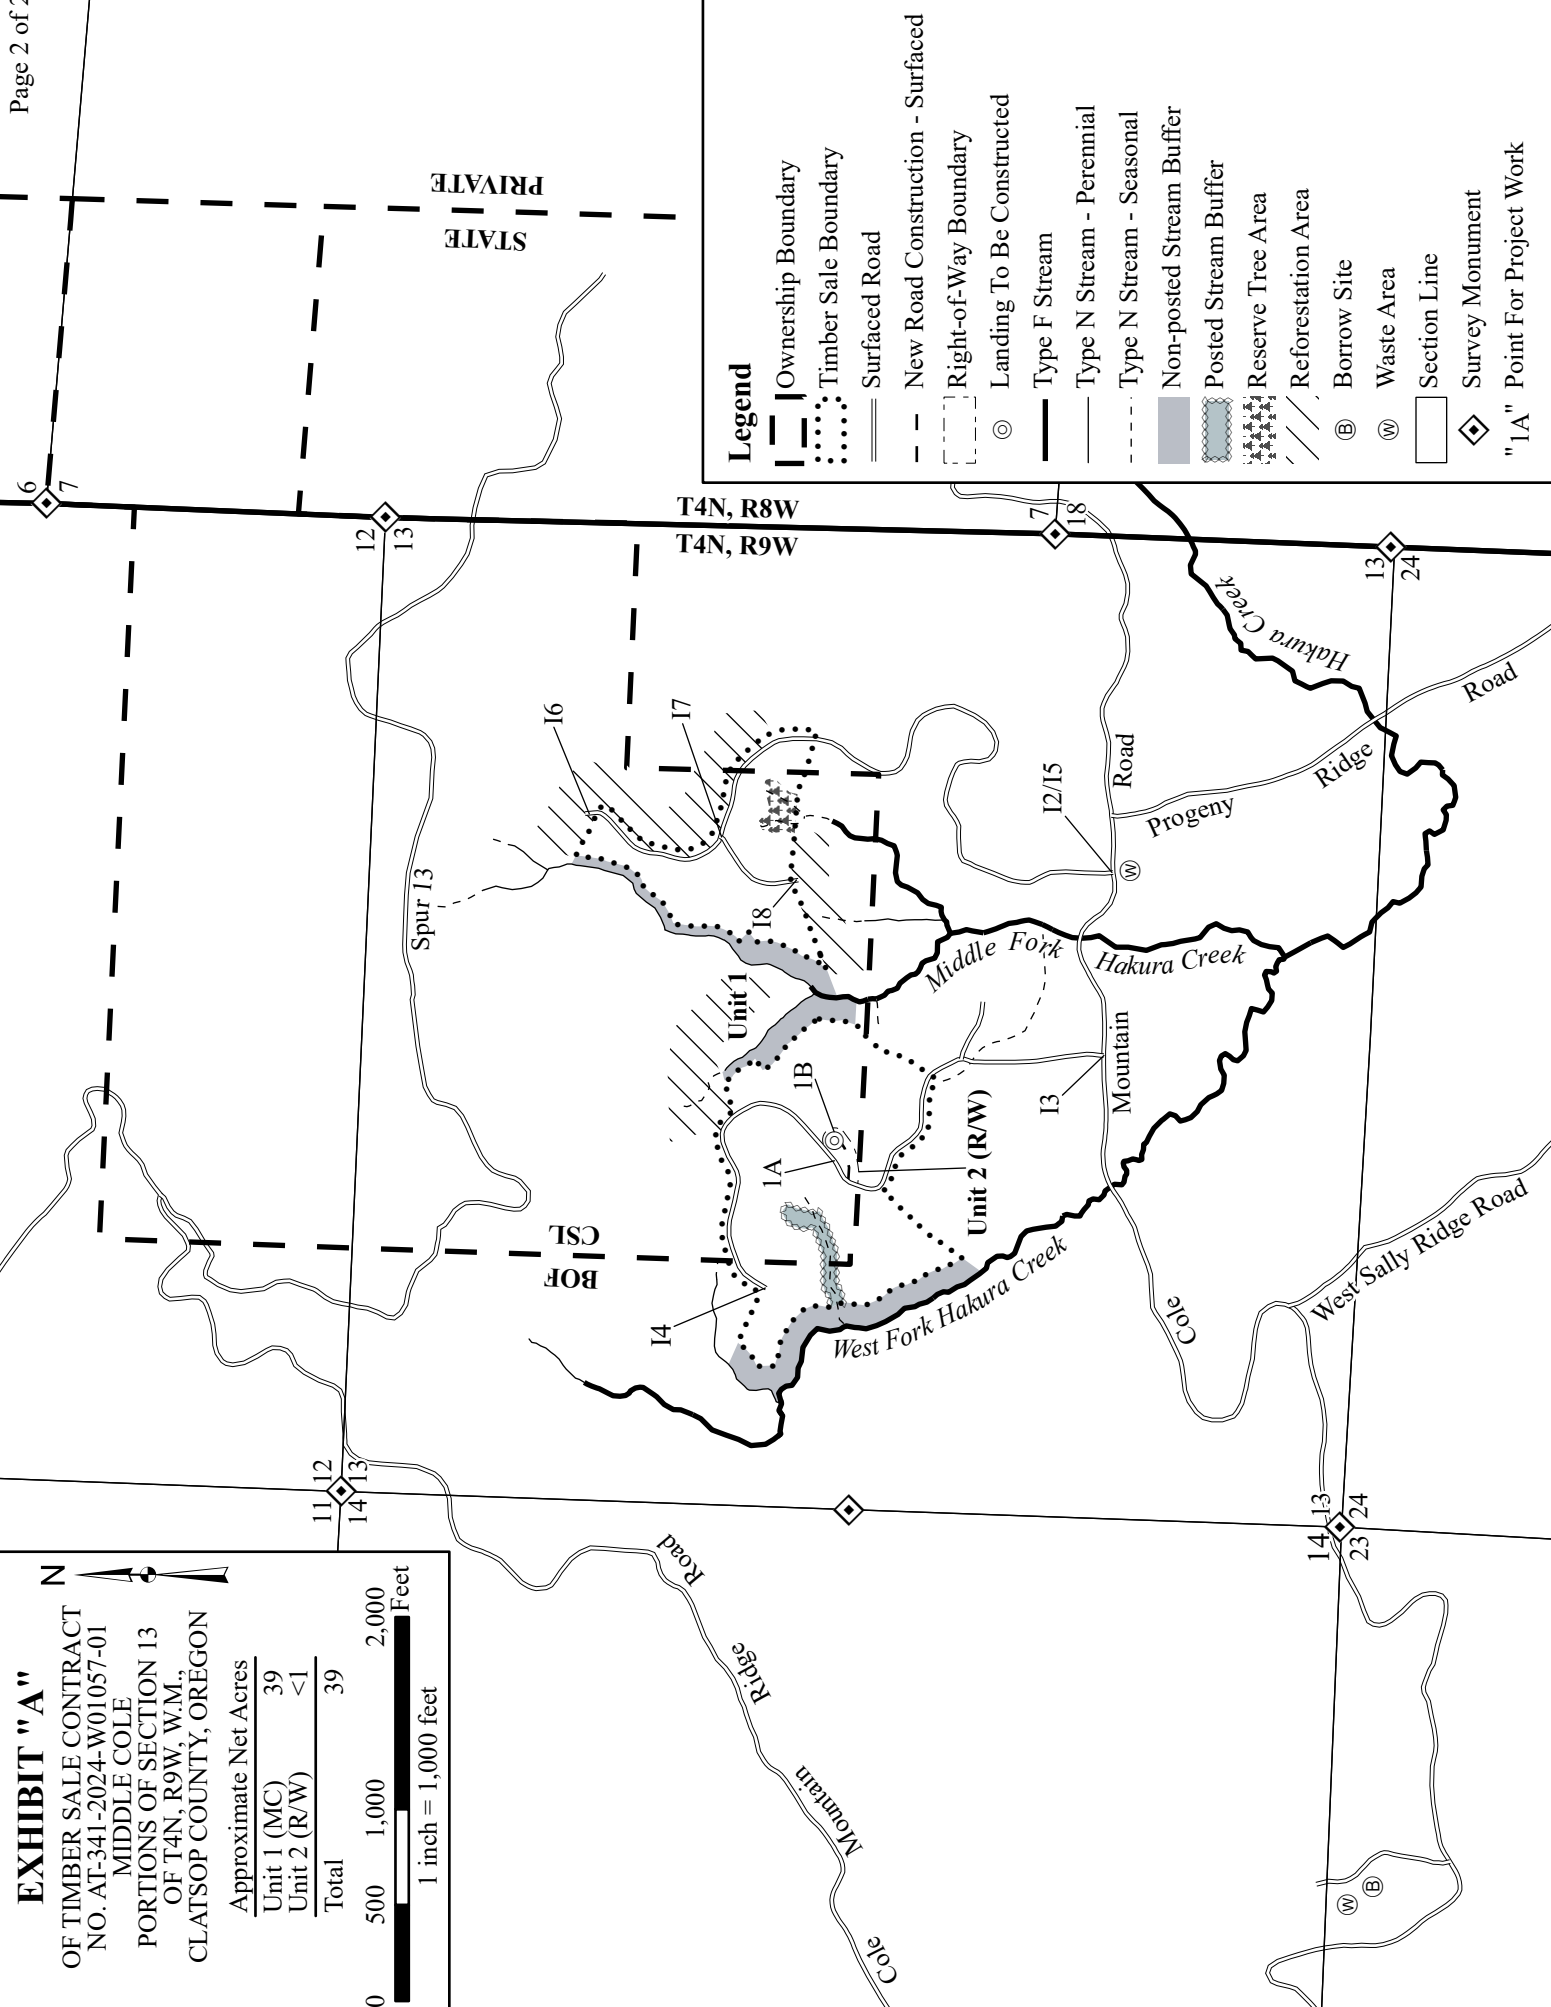 Page 2 of 2
EXHIBIT "A"
OF TIMBER SALE CONTRACT
NO. AT-341-2024-W01057-01
MIDDLE COLE
PORTIONS OF SECTION 13
OF T4N, R9W, W.M.,
CLATSOP COUNTY, OREGON
Approximate Net Acres
Unit 1 (MC) 39
Unit 2 (R/W) <1
Total 39
0 500 1,000 2,000
Feet
1 inch = 1,000 feet
N
11 12
14 13
6
7
12
13
7
18
13
24
14 13
23 24
T4N, R8W
T4N, R9W
STATE
PRIVATE
BOF
CSL
Spur 13
I6
I7
I8
Unit 1
1B
1A
I4
Unit 2 (R/W)
I3
I2/I5
Middle Fork
Hakura Creek
West Fork Hakura Creek
Hakura Creek
Cole
Mountain
Road
Progeny
Ridge
Road
West Sally Ridge Road
Cole
Mountain
Ridge
Road
W
W
B
Legend
Ownership Boundary
Timber Sale Boundary
Surfaced Road
New Road Construction - Surfaced
Right-of-Way Boundary
Landing To Be Constructed
Type F Stream
Type N Stream - Perennial
Type N Stream - Seasonal
Non-posted Stream Buffer
Posted Stream Buffer
Reserve Tree Area
Reforestation Area
B Borrow Site
W Waste Area
Section Line
Survey Monument
"1A" Point For Project Work